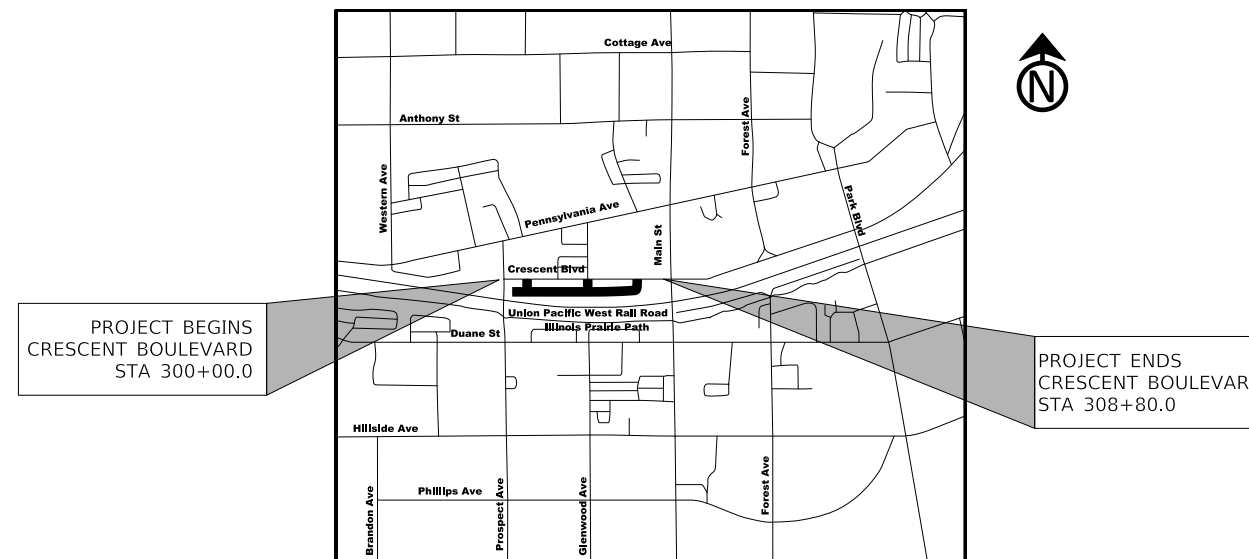 Cottage Ave
N
Anthony St
Forest Ave
Western Ave
Pennsylvania Ave
Park Blvd
Main St
Crescent Blvd
PROJECT BEGINS
CRESCENT BOULEVARD
STA 300+00.0
Union Pacific West Rail Road
Illinois Prairie Path
Duane St
PROJECT ENDS
CRESCENT BOULEVAR
STA 308+80.0
Hillside Ave
Phillips Ave
Brandon Ave
Prospect Ave
Glenwood Ave
Forest Ave